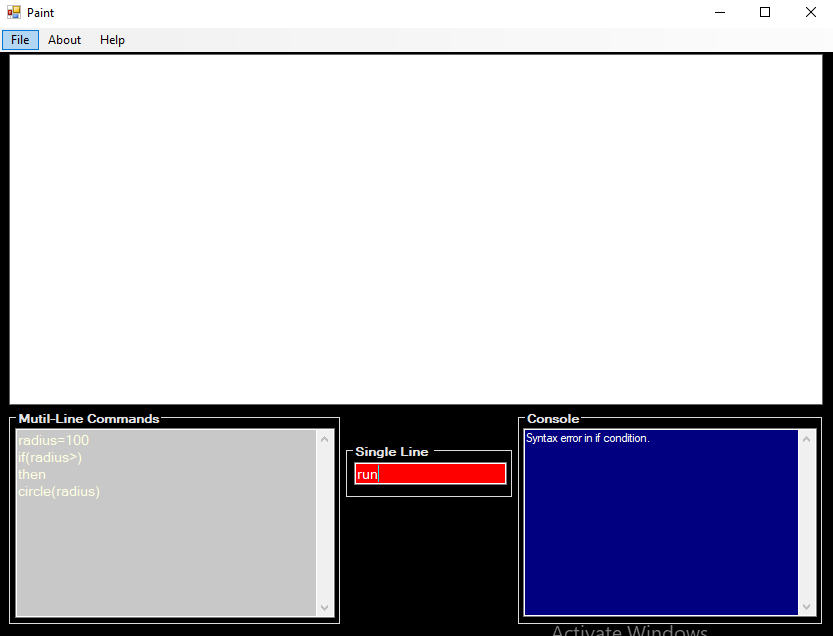 Paint
File About Help
Mutil-Line Commands
radius=100
if(radius>)
then
circle(radius)
Single Line
run
Console
Syntax error in if condition.
Activate Windows